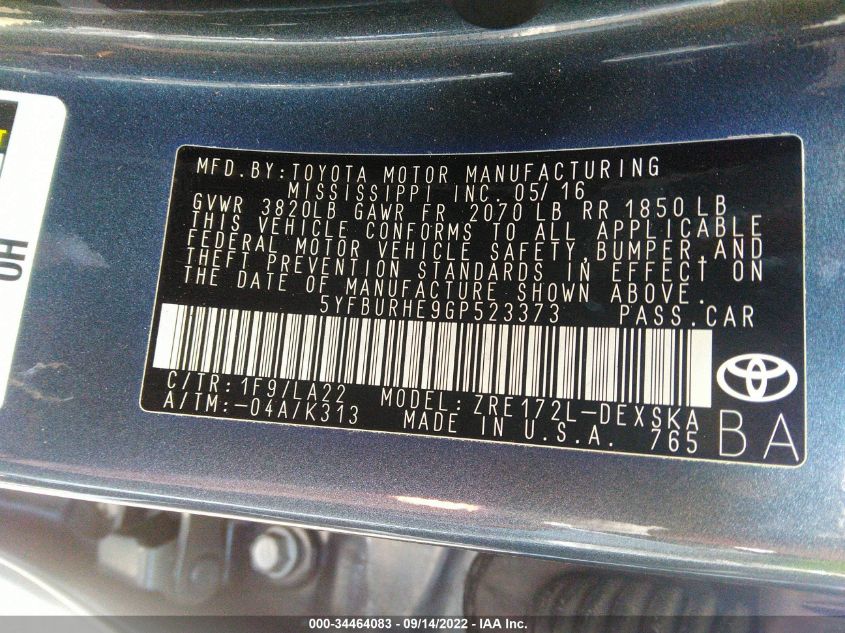 MFD.BY:TOYOTA MOTOR MANUFACTURING
MISSISSIPPI INC. 05/16
GVWR 3820LB GAWR FR 2070 LB RR 1850 LB
THIS VEHICLE CONFORMS TO ALL APPLICABLE
FEDERAL MOTOR VEHICLE SAFETY,BUMPER,AND
THEFT PREVENTION STANDARDS IN EFFECT ON
THE DATE OF MANUFACTURE SHOWN ABOVE.
5YFBURHE9GP523373 PASS.CAR
C/TR:1F9/LA22 MODEL:ZRE172L-DEXSKA
A/TM:-04A/K313 MADE IN U.S.A. 765
BA
HO
000-34464083 - 09/14/2022 - IAA Inc.